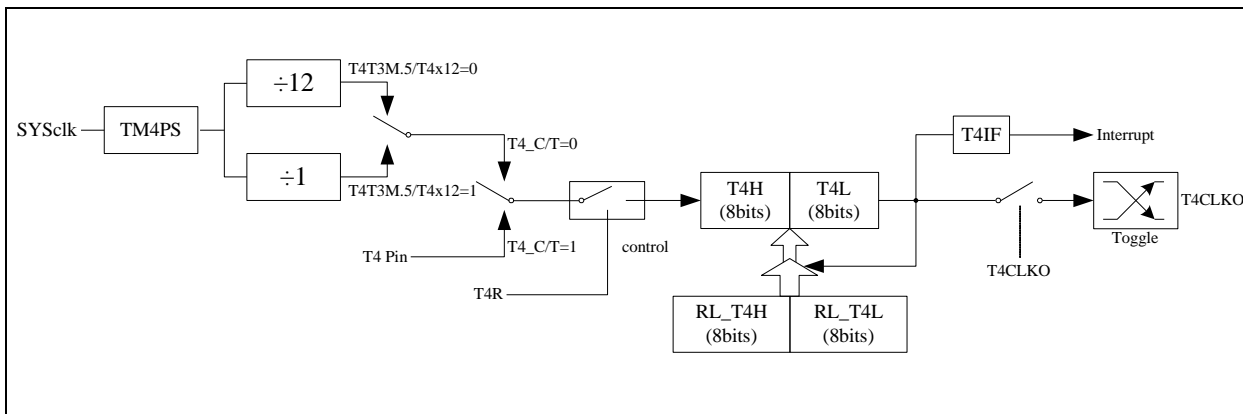 T4T3M.5/T4x12=0
÷12
SYSclk
TM4PS
T4_C/T=0
T4IF
Interrupt
÷1
T4T3M.5/T4x12=1
T4H
(8bits)
T4L
(8bits)
T4CLKO
Toggle
T4 Pin
T4_C/T=1
control
T4R
T4CLKO
RL_T4H
(8bits)
RL_T4L
(8bits)